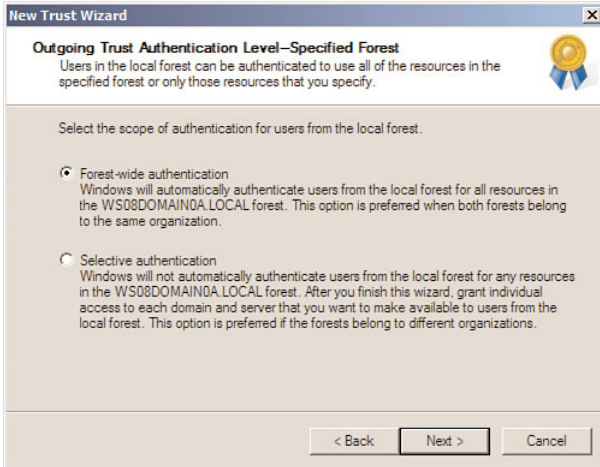 New Trust Wizard
Outgoing Trust Authentication Level--Specified Forest
Users in the local forest can be authenticated to use all of the resources in the
specified forest or only those resources that you specify.
Select the scope of authentication for users from the local forest.
Forest-wide authentication
Windows will automatically authenticate users from the local forest for all resources in
the WS08DOMAIN0A.LOCAL forest. This option is preferred when both forests belong
to the same organization.
Selective authentication
Windows will not automatically authenticate users from the local forest for any resources
in the WS08DOMAIN0A.LOCAL forest. After you finish this wizard, grant individual
access to each domain and server that you want to make available to users from the
local forest. This option is preferred if the forests belong to different organizations.
< Back Next > Cancel